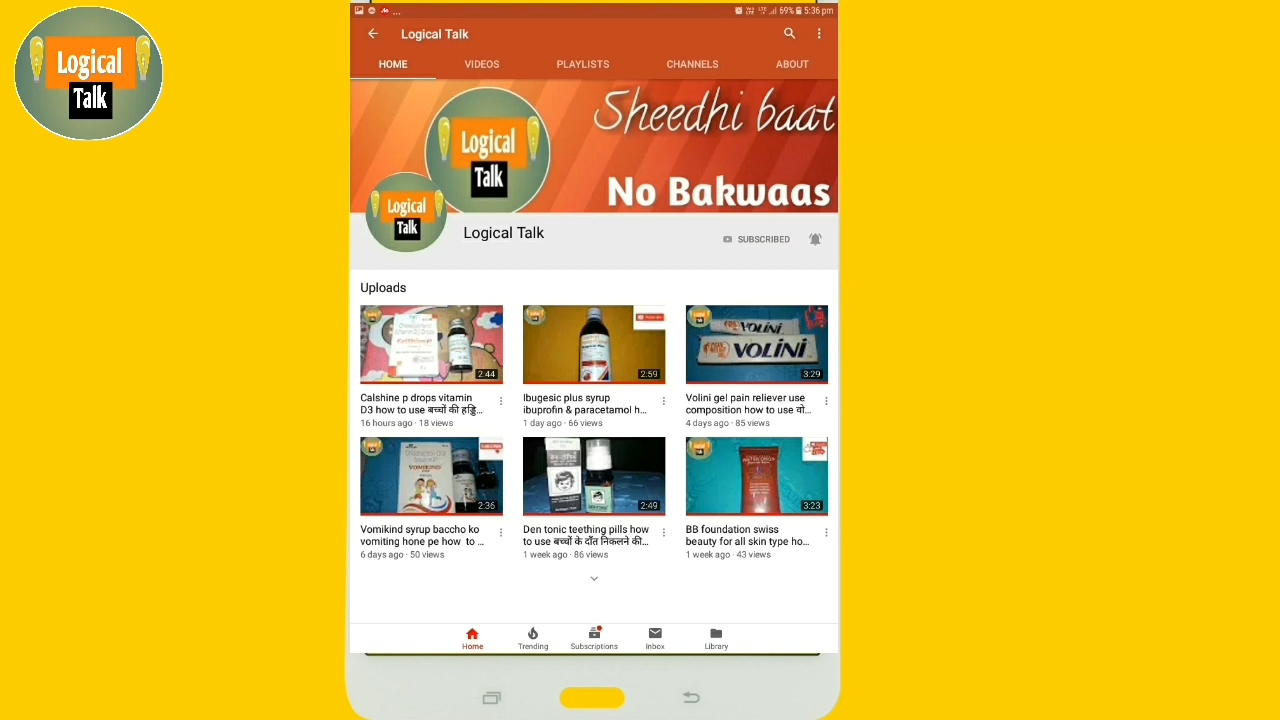 Logical
Talk
... 69% 5:36 pm
Logical Talk
HOME VIDEOS PLAYLISTS CHANNELS ABOUT
Sheedhi baat
Logical
Talk
No Bakwaas
Logical
Talk
Logical Talk
SUBSCRIBED
Uploads
VOLINI
VOLINI
2:44
2:59
3:29
Calshine p drops vitamin
D3 how to use बच्चों की हड्डि...
16 hours ago · 18 views
Ibugesic plus syrup
ibuprofin & paracetamol h...
1 day ago · 66 views
Volini gel pain reliever use
composition how to use वो...
4 days ago · 85 views
VOMIKIND
2:36
2:49
3:23
Vomikind syrup baccho ko
vomiting hone pe how to ...
6 days ago · 50 views
Den tonic teething pills how
to use बच्चों के दाँत निकलने की...
1 week ago · 86 views
BB foundation swiss
beauty for all skin type ho...
1 week ago · 43 views
Home Trending Subscriptions Inbox Library